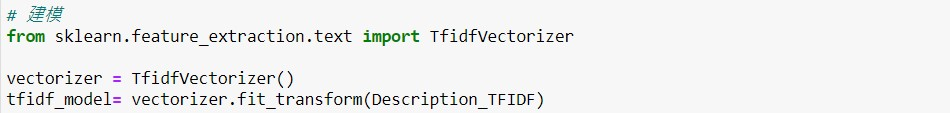 # 建模
from sklearn.feature_extraction.text import TfidfVectorizer
vectorizer = TfidfVectorizer()
tfidf_model= vectorizer.fit_transform(Description_TFIDF)